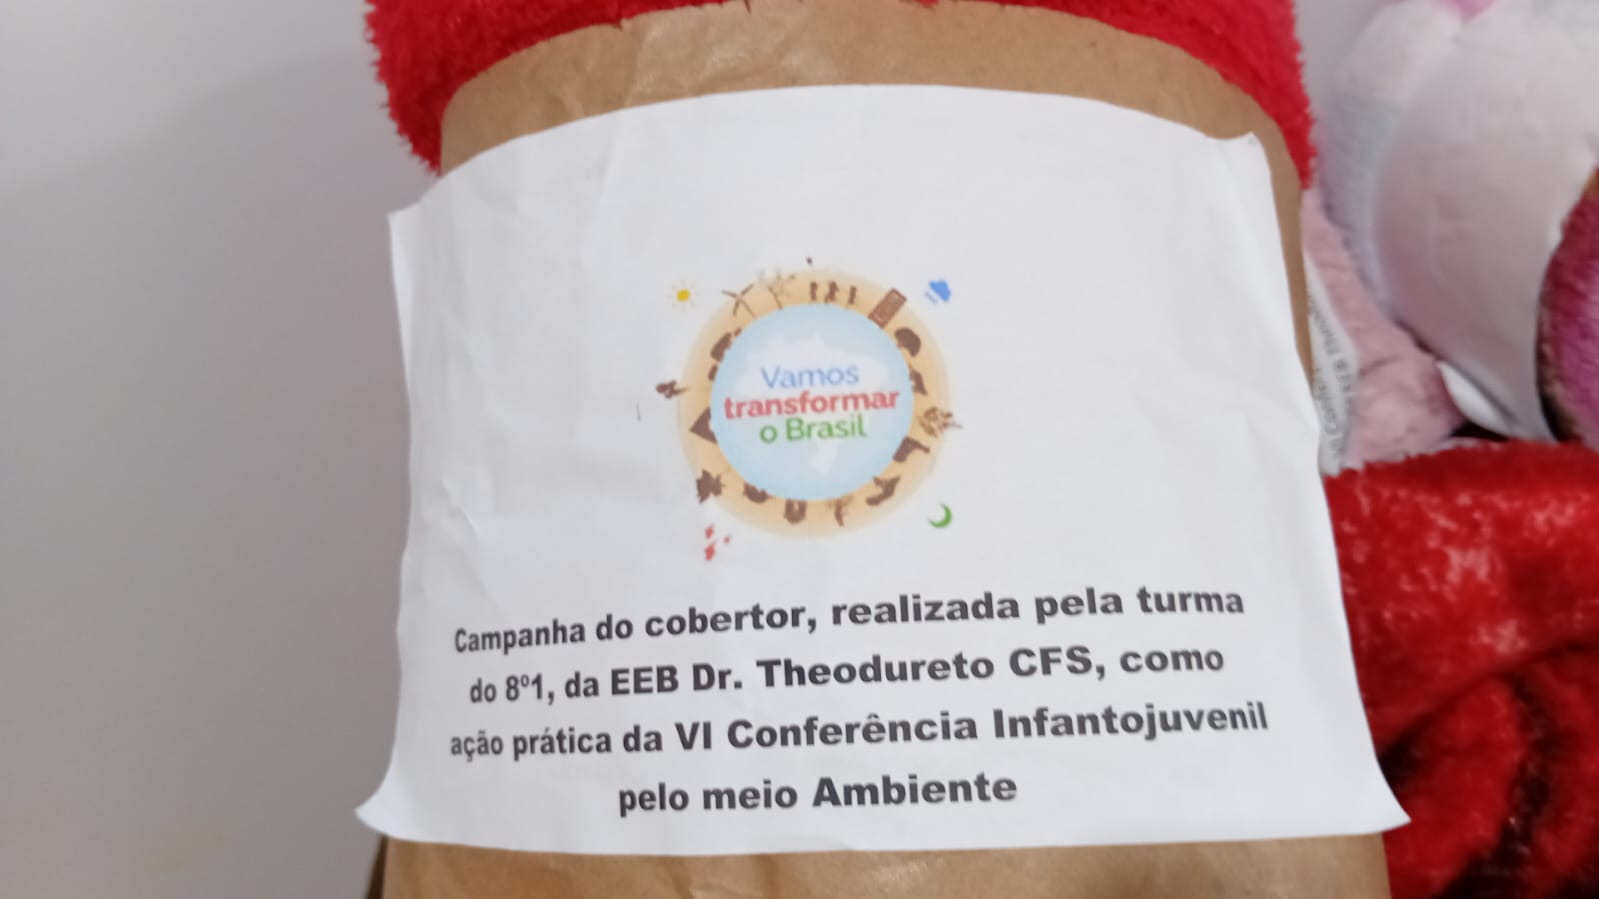 Vamos
transformar
o Brasil
Campanha do cobertor, realizada pela turma
do 8º1, da EEB Dr. Theodureto CFS, como
ação prática da VI Conferência Infantojuvenil
pelo meio Ambiente